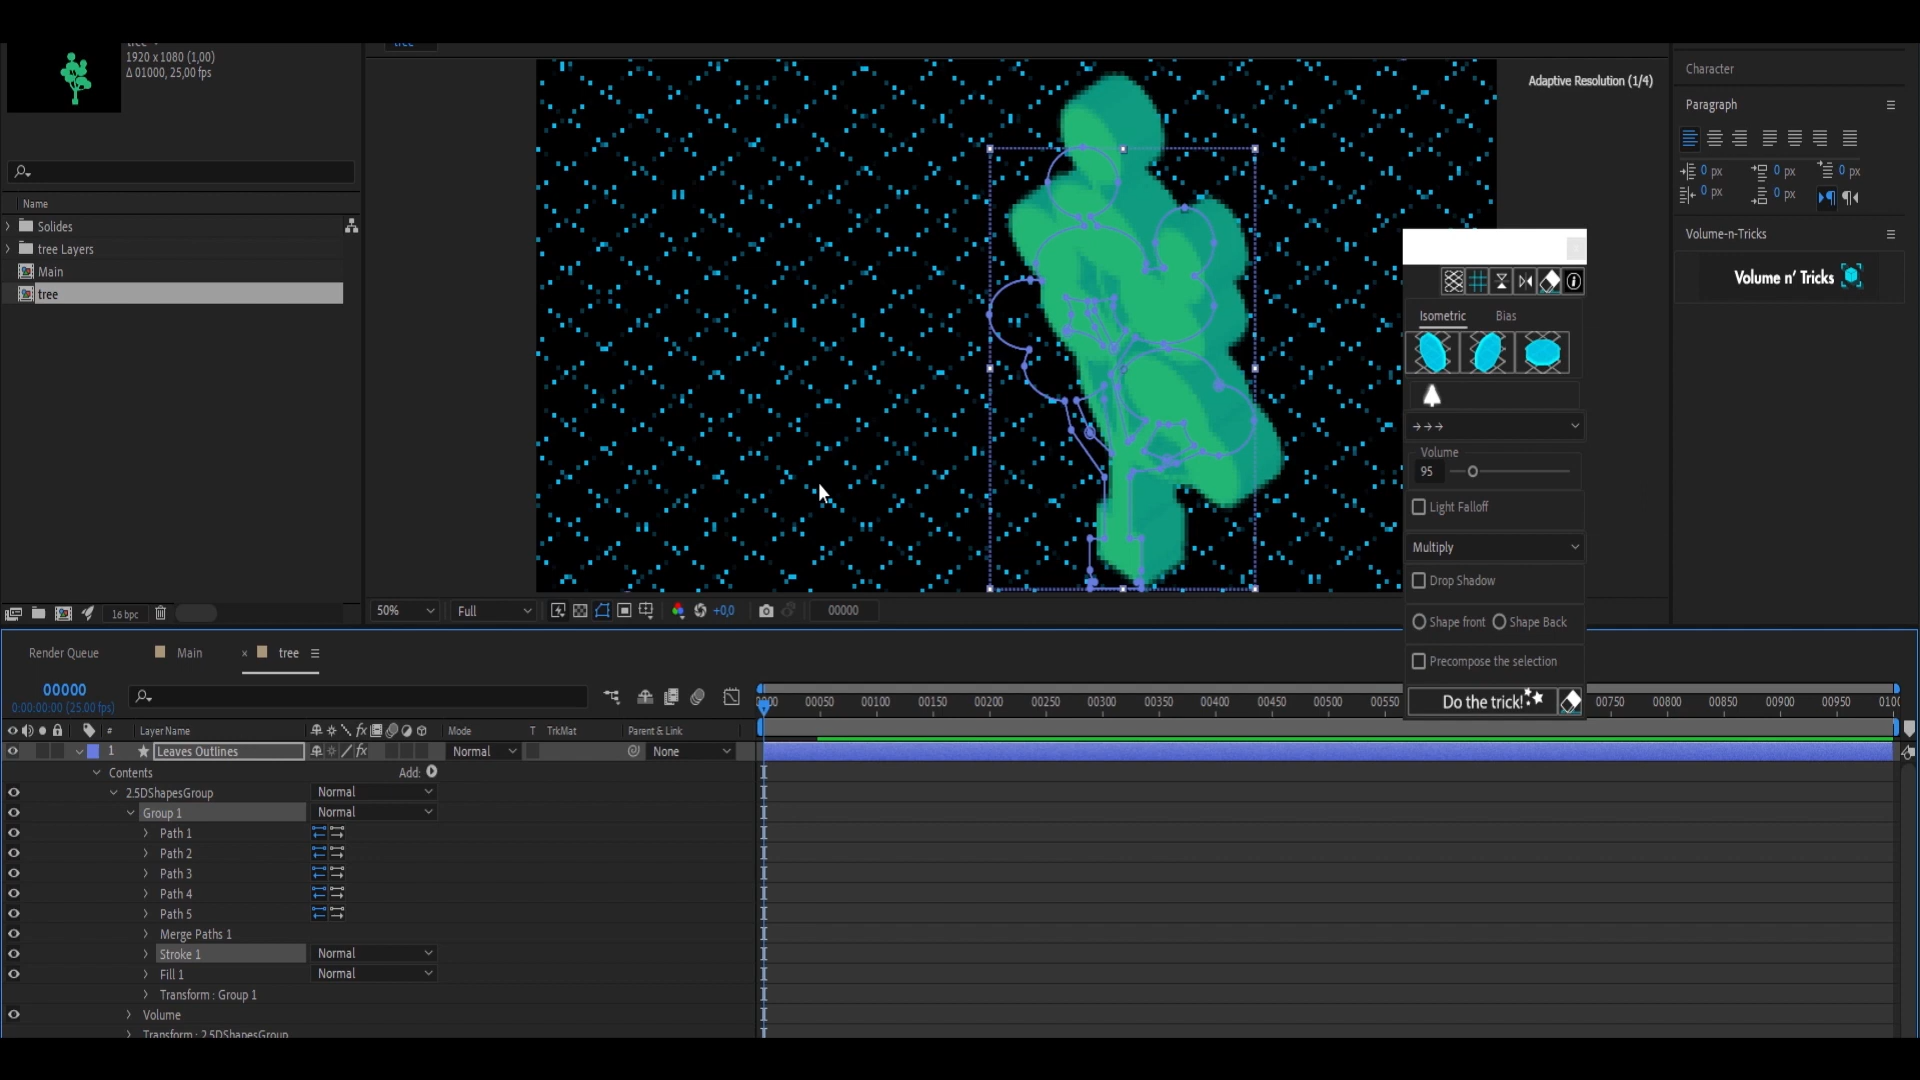 1920 x 1080 (1,00)
Δ 01000, 25,00 fps
Name
Solides
tree Layers
Main
tree
16 bpc
tree
Adaptive Resolution (1/4)
50%
Full
+0,0
00000
Character
Paragraph
0 px
0 px
0 px
0 px
0 px
Volume-n-Tricks
Volume n' Tricks
Isometric
Bias
→→→
Volume
95
Light Falloff
Multiply
Drop Shadow
Shape front
Shape Back
Precompose the selection
Do the trick!
Render Queue
Main
× tree
00000
0:00:00:00 (25.00 fps)
00050
00100
00150
00200
00250
00300
00350
00400
00450
00500
00550
00750
00800
00850
00900
00950
# Layer Name
Mode
T TrkMat
Parent & Link
1 Leaves Outlines
Normal
None
Contents
Add:
2.5DShapesGroup
Normal
Group 1
Normal
Path 1
Path 2
Path 3
Path 4
Path 5
Merge Paths 1
Stroke 1
Normal
Fill 1
Normal
Transform : Group 1
Volume
Transform : 2.5DShapesGroup